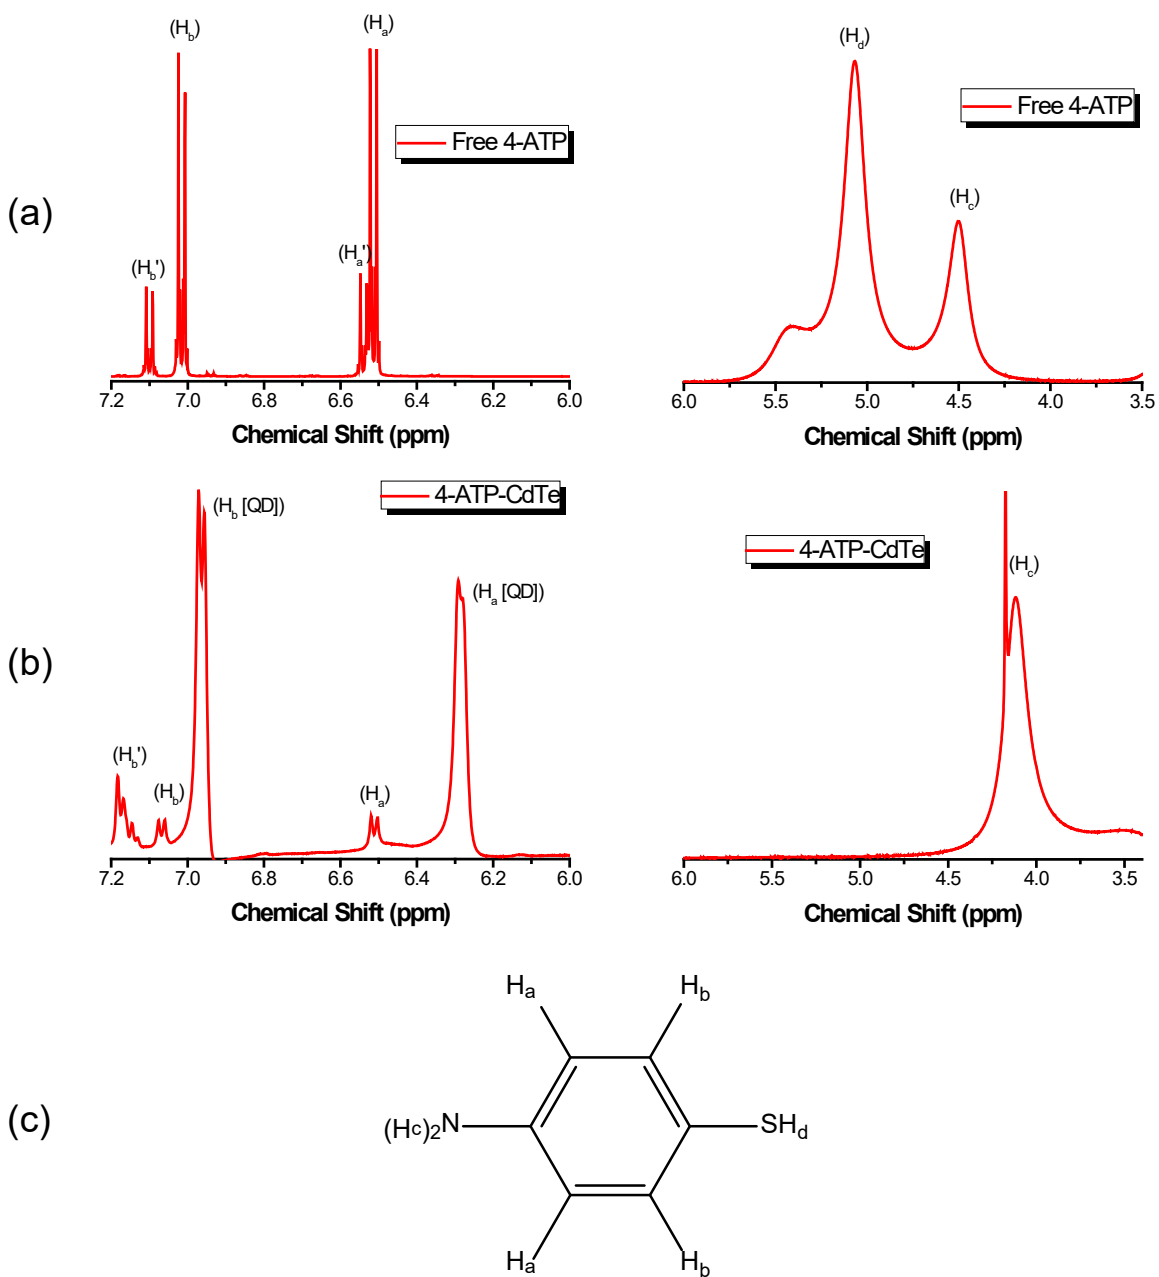 (a)
(Hb)
(Ha)
(Hb')
(Ha')
Free 4-ATP
7.2 7.0 6.8 6.6 6.4 6.2 6.0
Chemical Shift (ppm)
(Hd)
(Hc)
Free 4-ATP
6.0 5.5 5.0 4.5 4.0 3.5
Chemical Shift (ppm)
(b)
(Hb [QD])
4-ATP-CdTe
(Ha [QD])
(Hb')
(Hb)
(Ha)
7.2 7.0 6.8 6.6 6.4 6.2 6.0
Chemical Shift (ppm)
4-ATP-CdTe
(Hc)
6.0 5.5 5.0 4.5 4.0 3.5
Chemical Shift (ppm)
(c)
Ha Hb
(Hc)2N SHd
Ha Hb